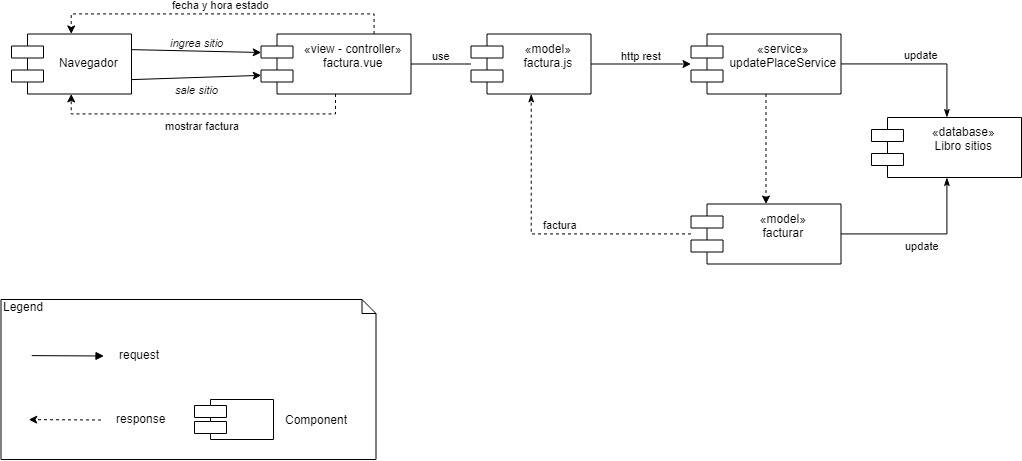 fecha y hora estado
Navegador
ingrea sitio
sale sitio
mostrar factura
«view - controller»
factura.vue
use
«model»
factura.js
http rest
«service»
updatePlaceService
update
«database»
Libro sitios
factura
«model»
facturar
update
Legend
request
response
Component